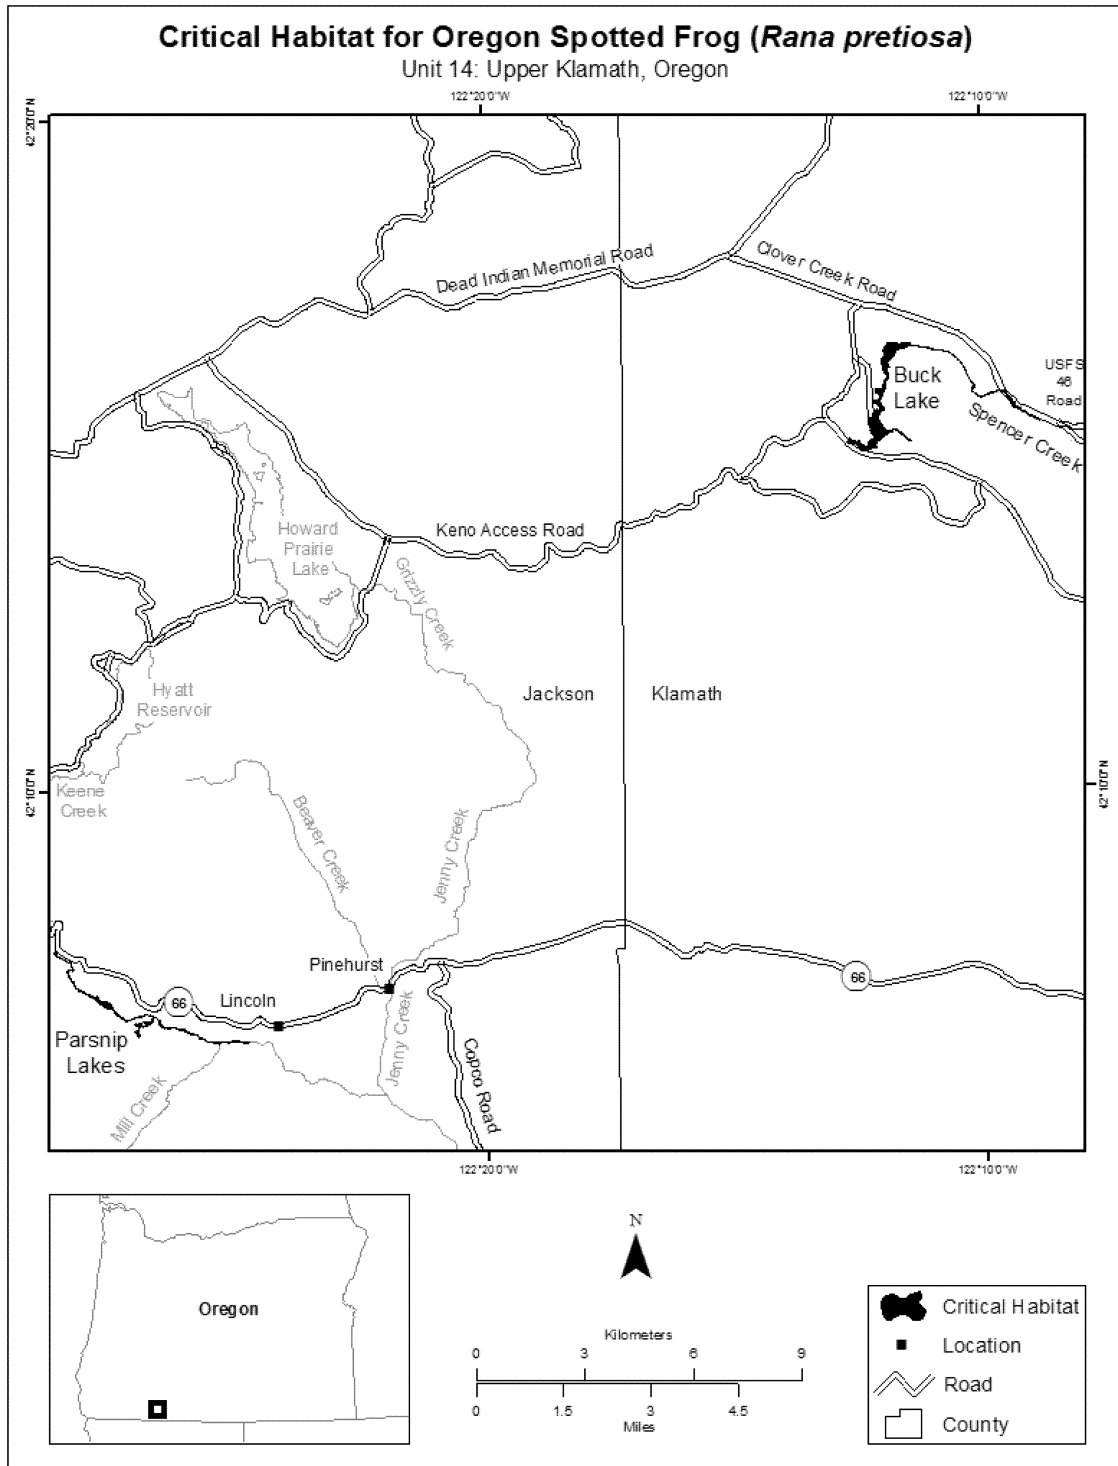 Critical Habitat for Oregon Spotted Frog (Rana pretiosa)
Unit 14: Upper Klamath, Oregon
122°20'0"W
122°10'0"W
42°20'0"N
Dead Indian Memorial Road
Clover Creek Road
USFS
46
Road
Buck
Lake
Spencer Creek
Howard
Prairie
Lake
Keno Access Road
Grizzly Creek
Hyatt
Reservoir
Jackson
Klamath
Keene
Creek
42°10'0"N
42°10'0"N
Beaver Creek
Jenny Creek
Pinehurst
66
Lincoln
66
Parsnip
Lakes
Jenny Creek
Copco Road
Mill Creek
122°20'0"W
122°10'0"W
Oregon
N
Kilometers
0 3 6 9
0 1.5 3 4.5
Miles
Critical Habitat
Location
Road
County